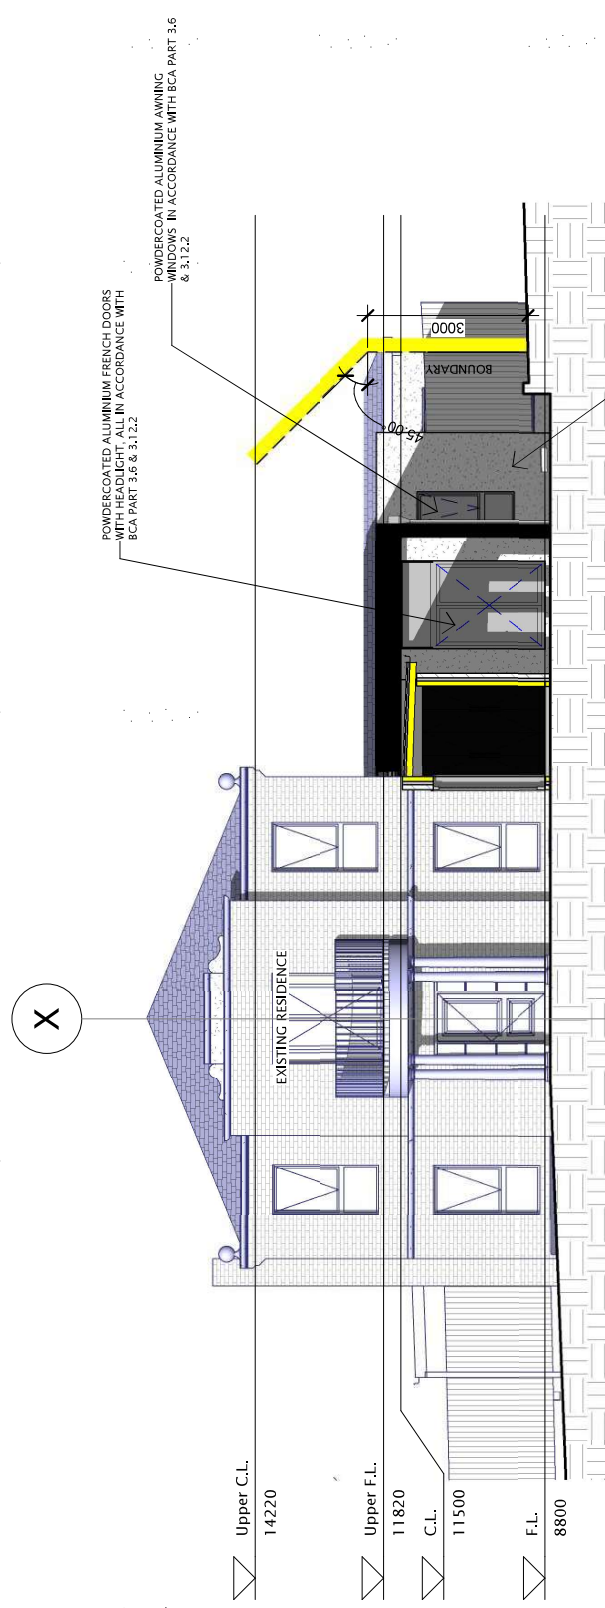 POWDERCOATED ALUMINIUM AWNING
WINDOWS IN ACCORDANCE WITH BCA PART 3.6
& 3.12.2
POWDERCOATED ALUMINIUM FRENCH DOORS
WITH HEADLIGHT, ALL IN ACCORDANCE WITH
BCA PART 3.6 & 3.12.2
3000
BOUNDARY
45.00°
X
EXISTING RESIDENCE
Upper C.L.
14220
Upper F.L.
11820
C.L.
11500
F.L.
8800